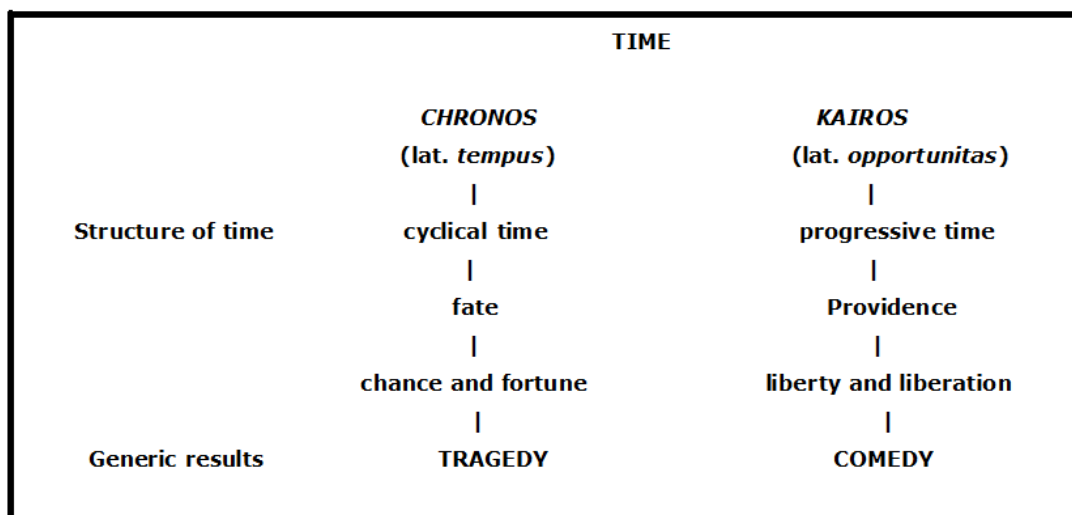 TIME
CHRONOS KAIROS
(lat. tempus) (lat. opportunitas)
| |
Structure of time cyclical time progressive time
| |
fate Providence
| |
chance and fortune liberty and liberation
| |
Generic results TRAGEDY COMEDY